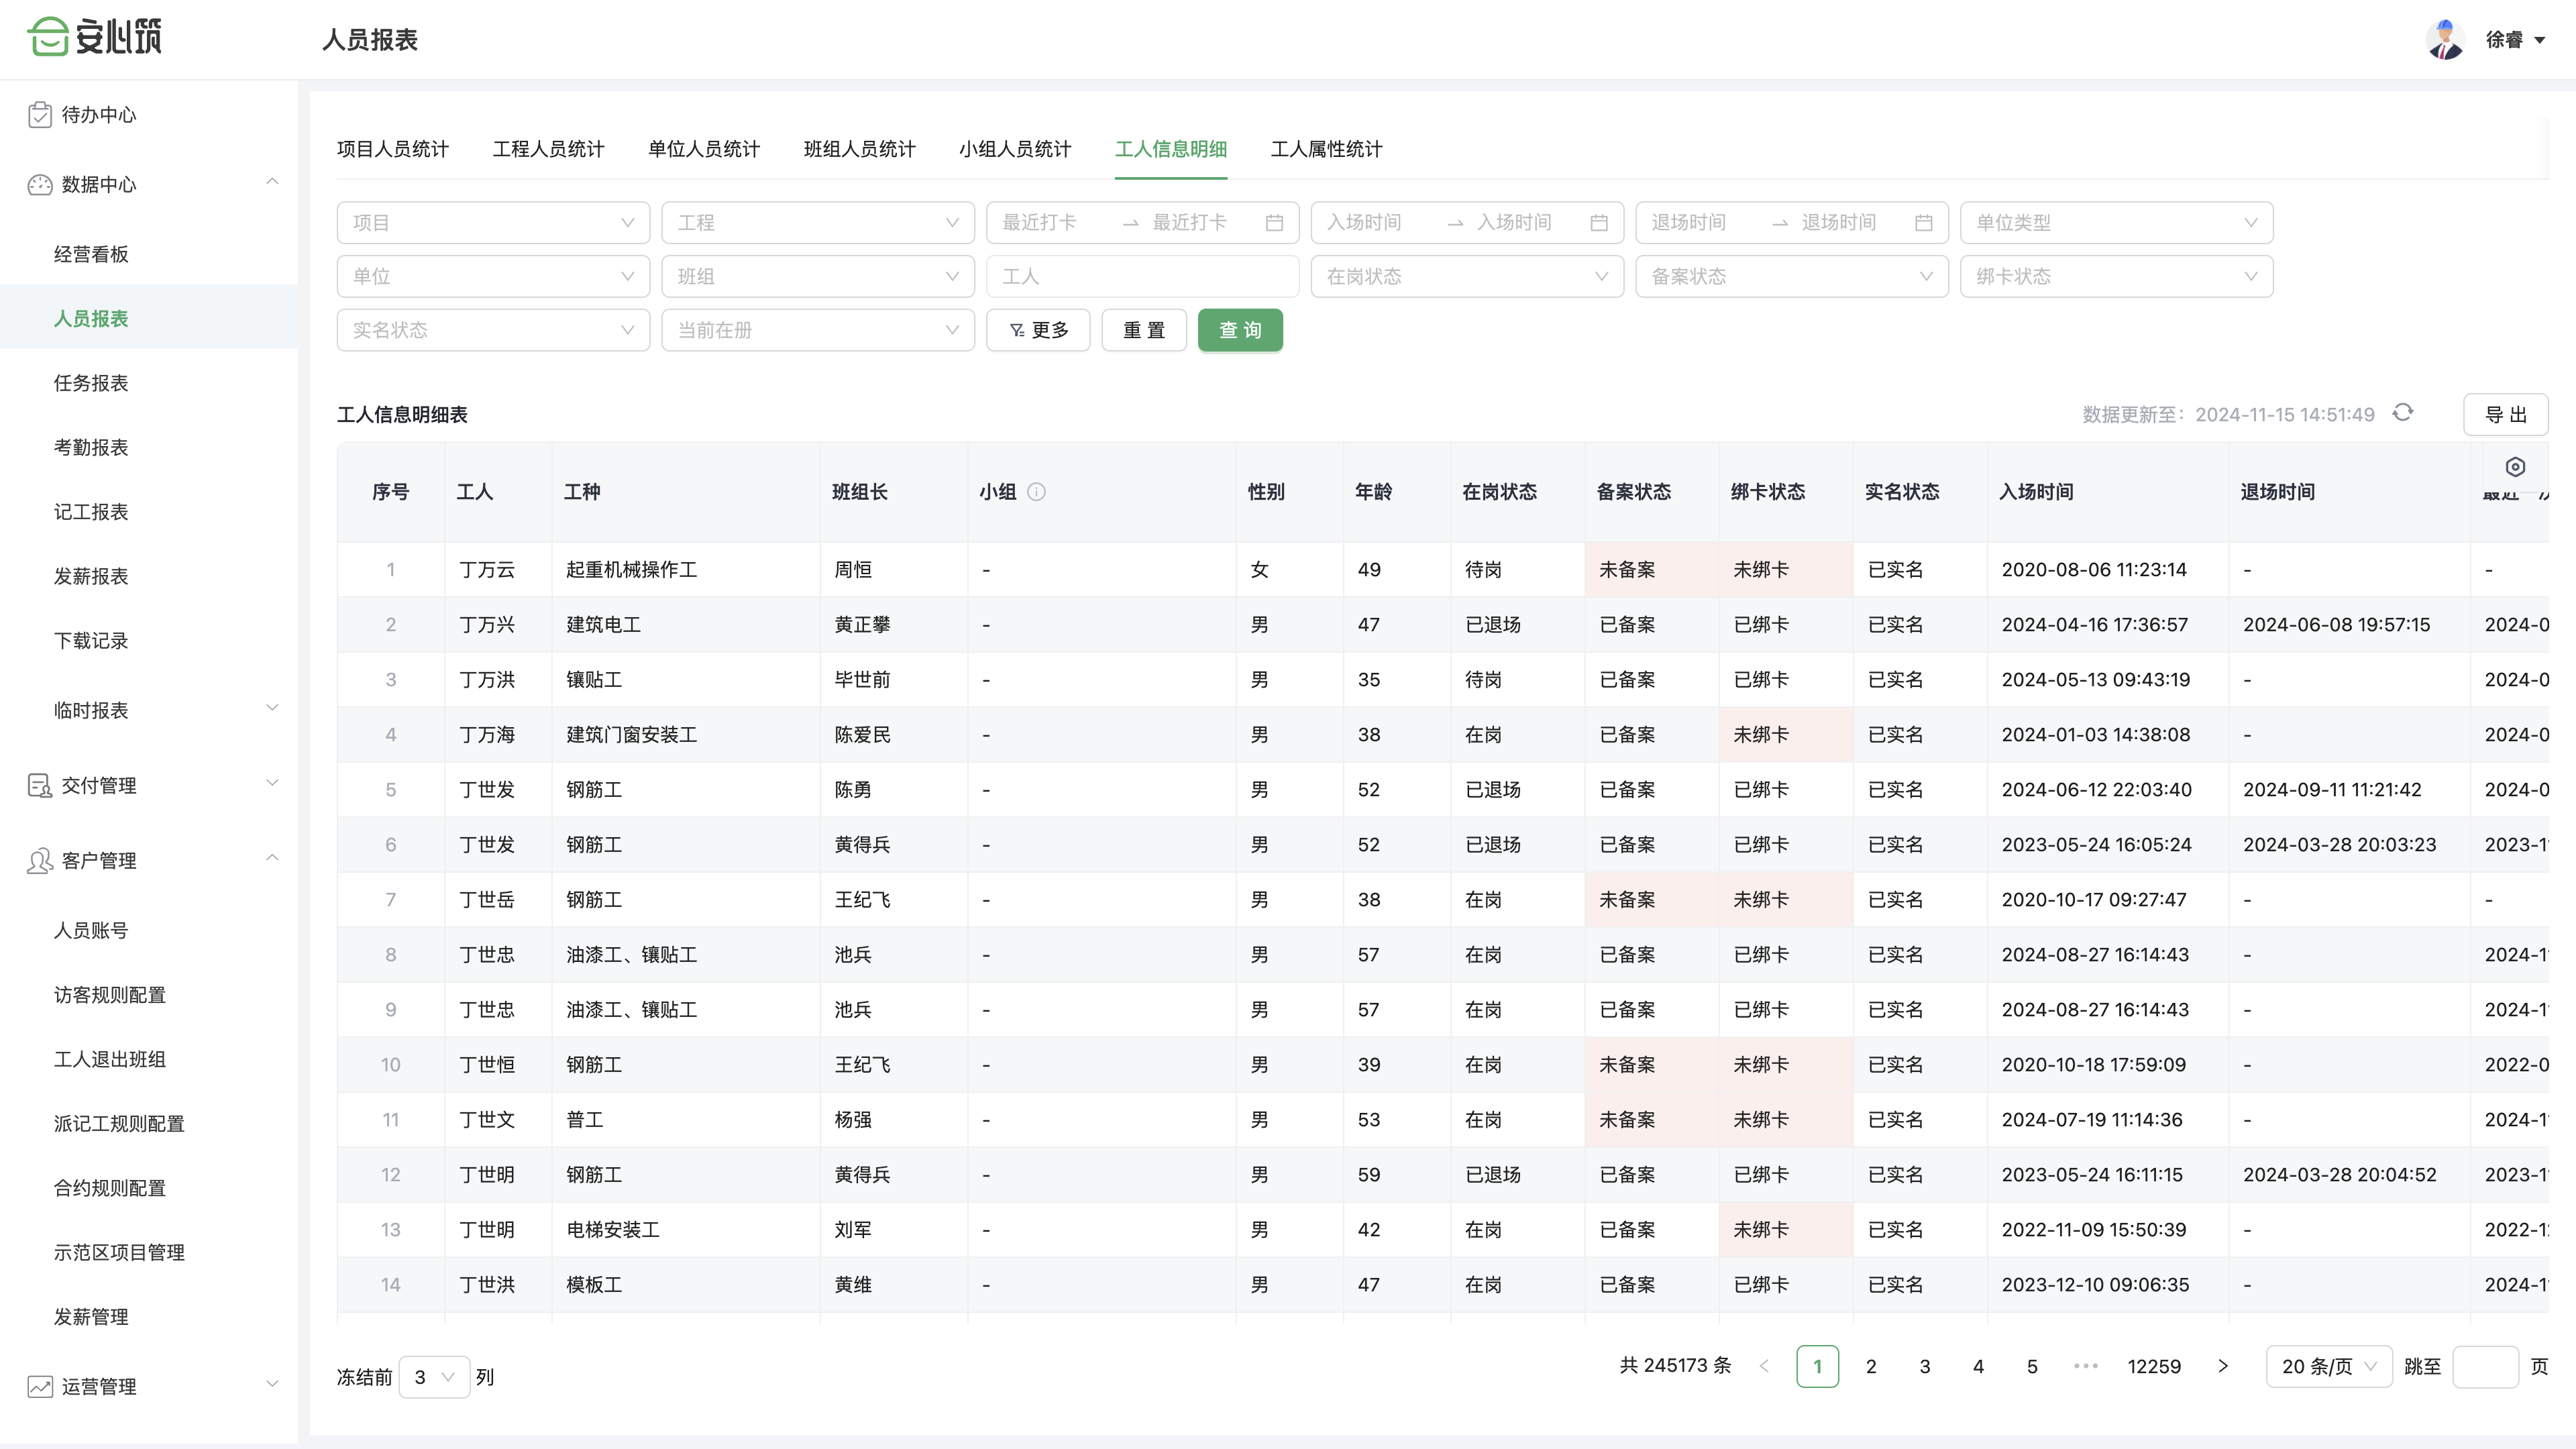 安心筑
人员报表
徐睿
待办中心
数据中心
经营看板
人员报表
任务报表
考勤报表
记工报表
发薪报表
下载记录
临时报表
交付管理
客户管理
人员账号
访客规则配置
工人退出班组
派记工规则配置
合约规则配置
示范区项目管理
发薪管理
运营管理
项目人员统计 工程人员统计 单位人员统计 班组人员统计 小组人员统计 工人信息明细 工人属性统计
项目 工程 最近打卡 → 最近打卡 入场时间 → 入场时间 退场时间 → 退场时间 单位类型
单位 班组 工人 在岗状态 备案状态 绑卡状态
实名状态 当前在册 更多 重 置 查 询
工人信息明细表 数据更新至：2024-11-15 14:51:49 导 出
序号 工人 工种 班组长 小组 性别 年龄 在岗状态 备案状态 绑卡状态 实名状态 入场时间 退场时间
1 丁万云 起重机械操作工 周恒 - 女 49 待岗 未备案 未绑卡 已实名 2020-08-06 11:23:14 - -
2 丁万兴 建筑电工 黄正攀 - 男 47 已退场 已备案 已绑卡 已实名 2024-04-16 17:36:57 2024-06-08 19:57:15 2024-0
3 丁万洪 镶贴工 毕世前 - 男 35 待岗 已备案 已绑卡 已实名 2024-05-13 09:43:19 - 2024-0
4 丁万海 建筑门窗安装工 陈爱民 - 男 38 在岗 已备案 未绑卡 已实名 2024-01-03 14:38:08 - 2024-0
5 丁世发 钢筋工 陈勇 - 男 52 已退场 已备案 已绑卡 已实名 2024-06-12 22:03:40 2024-09-11 11:21:42 2024-0
6 丁世发 钢筋工 黄得兵 - 男 52 已退场 已备案 已绑卡 已实名 2023-05-24 16:05:24 2024-03-28 20:03:23 2023-1
7 丁世岳 钢筋工 王纪飞 - 男 38 在岗 未备案 未绑卡 已实名 2020-10-17 09:27:47 - -
8 丁世忠 油漆工、镶贴工 池兵 - 男 57 在岗 已备案 已绑卡 已实名 2024-08-27 16:14:43 - 2024-1
9 丁世忠 油漆工、镶贴工 池兵 - 男 57 在岗 已备案 已绑卡 已实名 2024-08-27 16:14:43 - 2024-1
10 丁世恒 钢筋工 王纪飞 - 男 39 在岗 未备案 未绑卡 已实名 2020-10-18 17:59:09 - 2022-0
11 丁世文 普工 杨强 - 男 53 在岗 未备案 未绑卡 已实名 2024-07-19 11:14:36 - 2024-1
12 丁世明 钢筋工 黄得兵 - 男 59 已退场 已备案 已绑卡 已实名 2023-05-24 16:11:15 2024-03-28 20:04:52 2023-1
13 丁世明 电梯安装工 刘军 - 男 42 在岗 已备案 未绑卡 已实名 2022-11-09 15:50:39 - 2022-1
14 丁世洪 模板工 黄维 - 男 47 在岗 已备案 已绑卡 已实名 2023-12-10 09:06:35 - 2024-1
冻结前 3 列 共 245173 条 < 1 2 3 4 5 ••• 12259 > 20 条/页 跳至 页